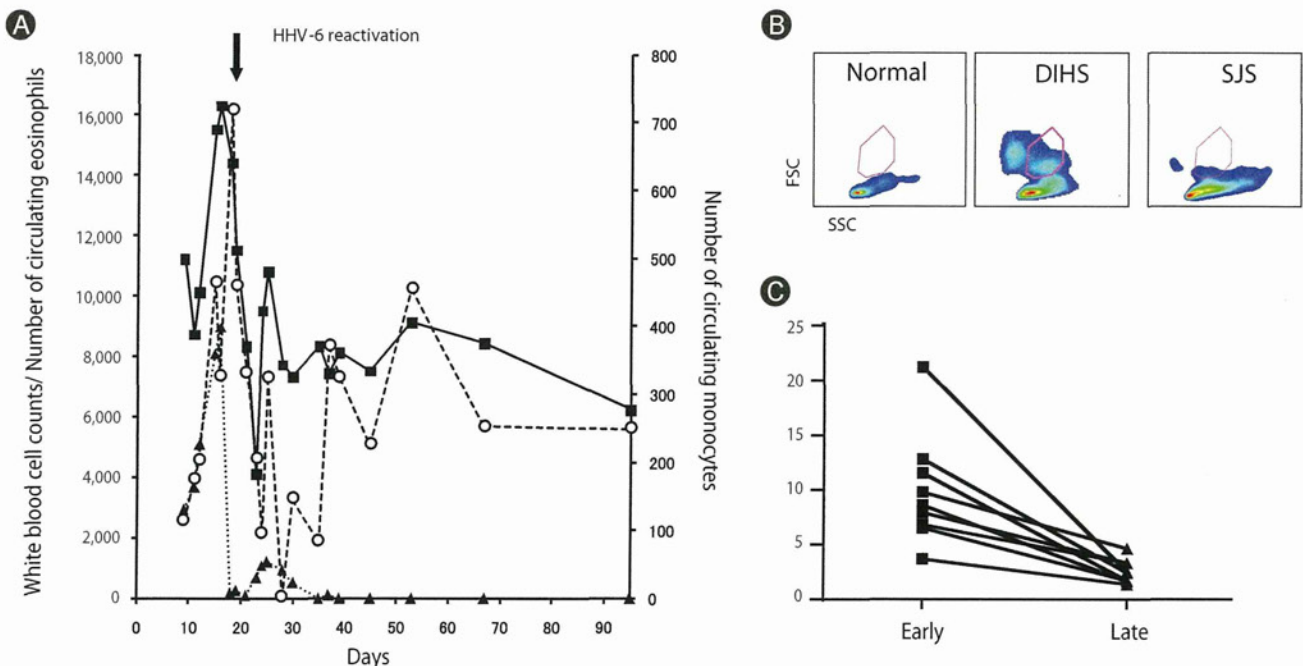 A
HHV-6 reactivation
White blood cell counts/ Number of circulating eosinophils
18,000
16,000
14,000
12,000
10,000
8,000
6,000
4,000
2,000
0
800
700
600
500
400
300
200
100
0
Number of circulating monocytes
0 10 20 30 40 50 60 70 80 90
Days
B
Normal DIHS SJS
FSC
SSC
C
25
20
15
10
5
0
Early Late